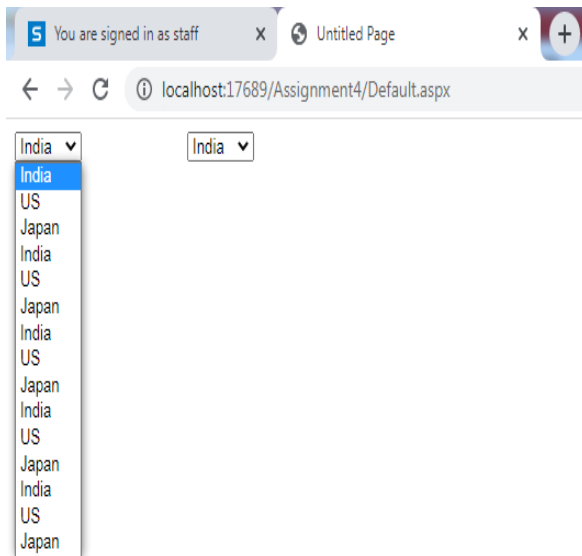 S You are signed in as staff x Untitled Page x +
localhost:17689/Assignment4/Default.aspx
India India
India
US
Japan
India
US
Japan
India
US
Japan
India
US
Japan
India
US
Japan